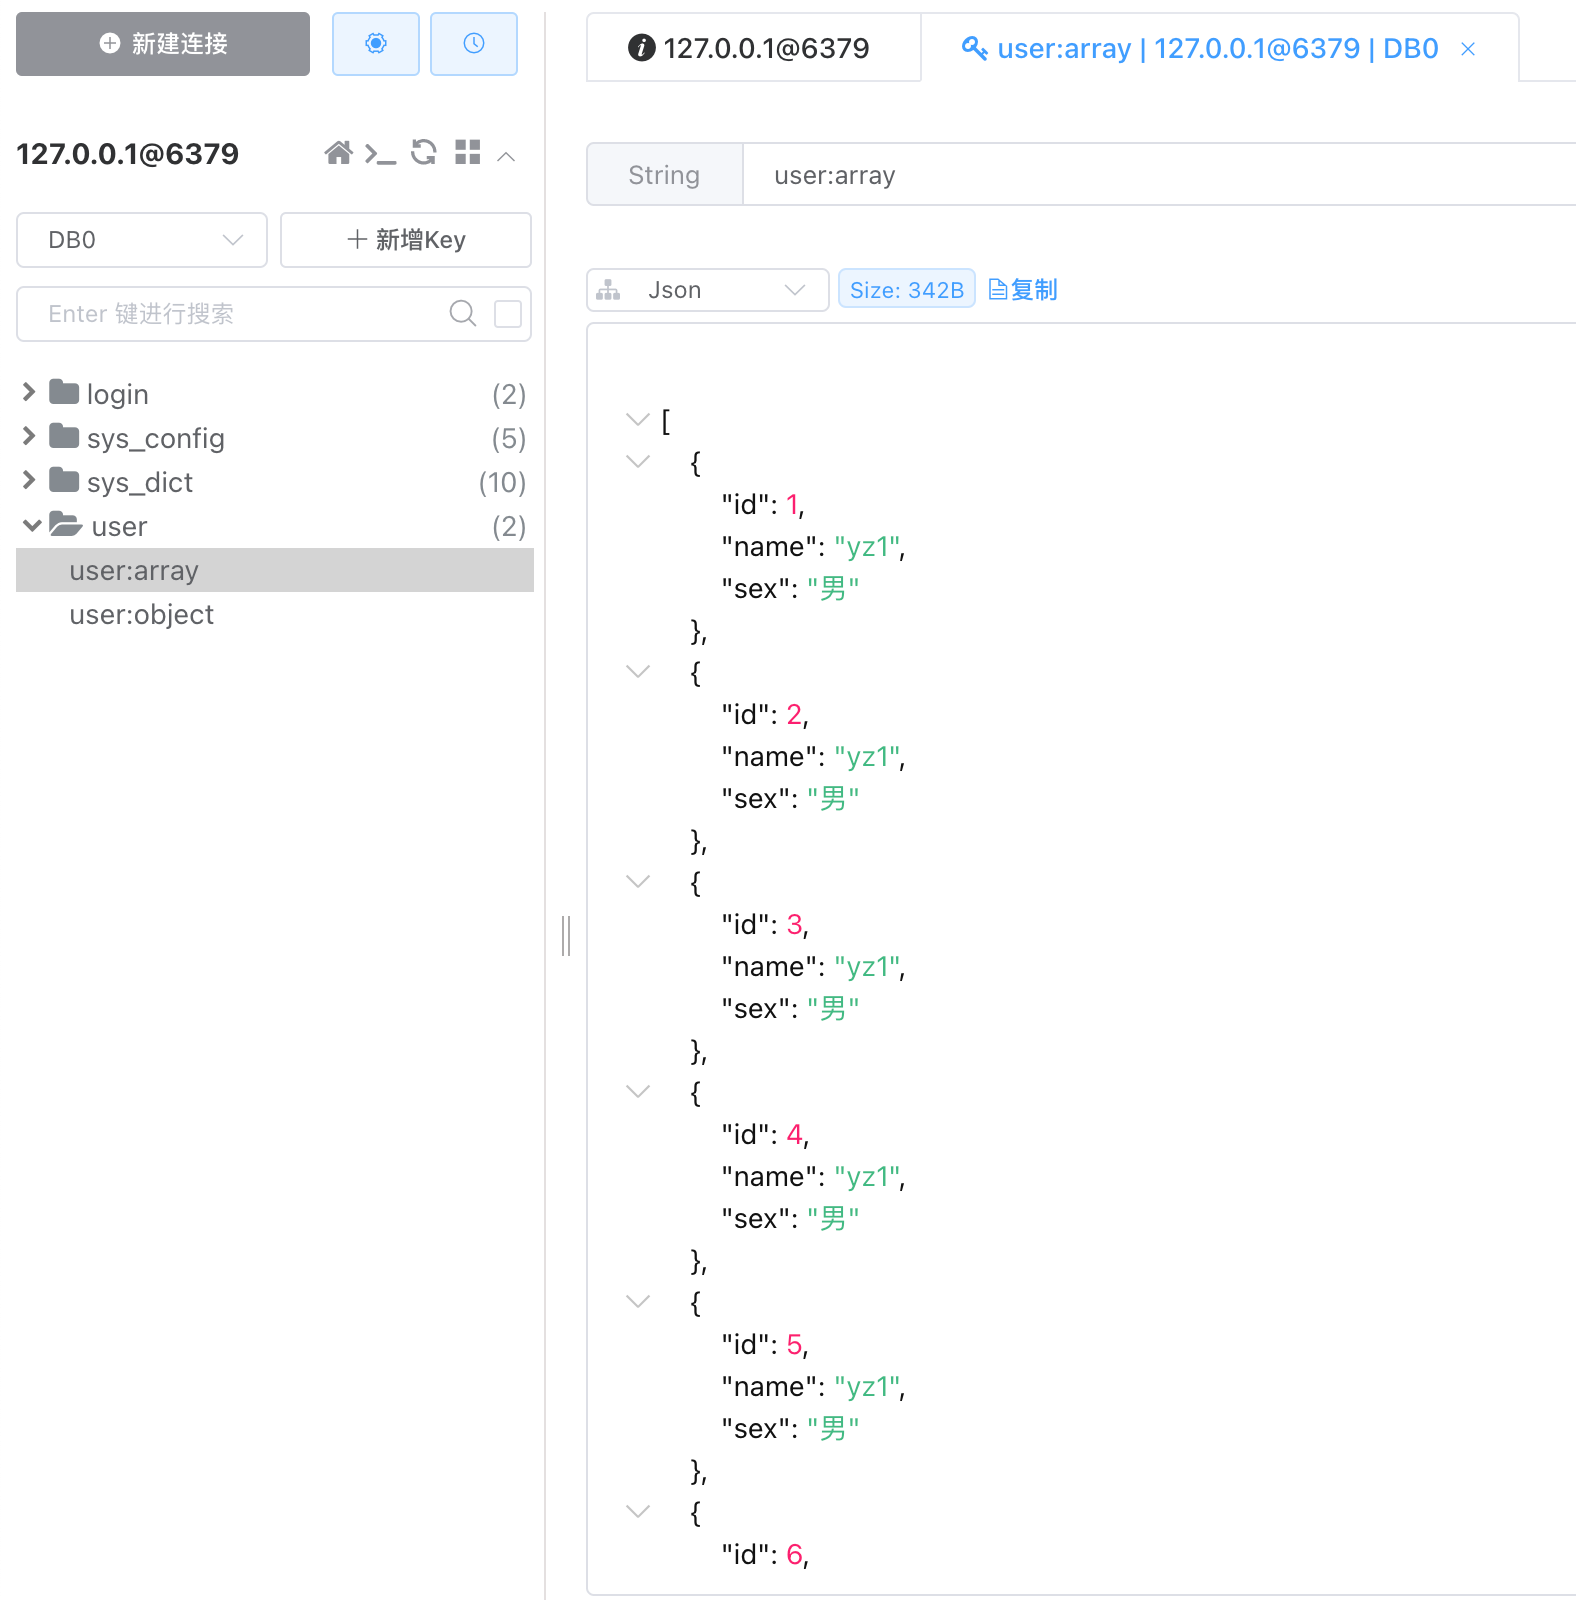 新建连接
127.0.0.1@6379
DB0
新增Key
Enter 键进行搜索
login (2)
sys_config (5)
sys_dict (10)
user (2)
user:array
user:object
127.0.0.1@6379
user:array | 127.0.0.1@6379 | DB0
String user:array
Json Size: 342B 复制
[
{
"id": 1,
"name": "yz1",
"sex": "男"
},
{
"id": 2,
"name": "yz1",
"sex": "男"
},
{
"id": 3,
"name": "yz1",
"sex": "男"
},
{
"id": 4,
"name": "yz1",
"sex": "男"
},
{
"id": 5,
"name": "yz1",
"sex": "男"
},
{
"id": 6,